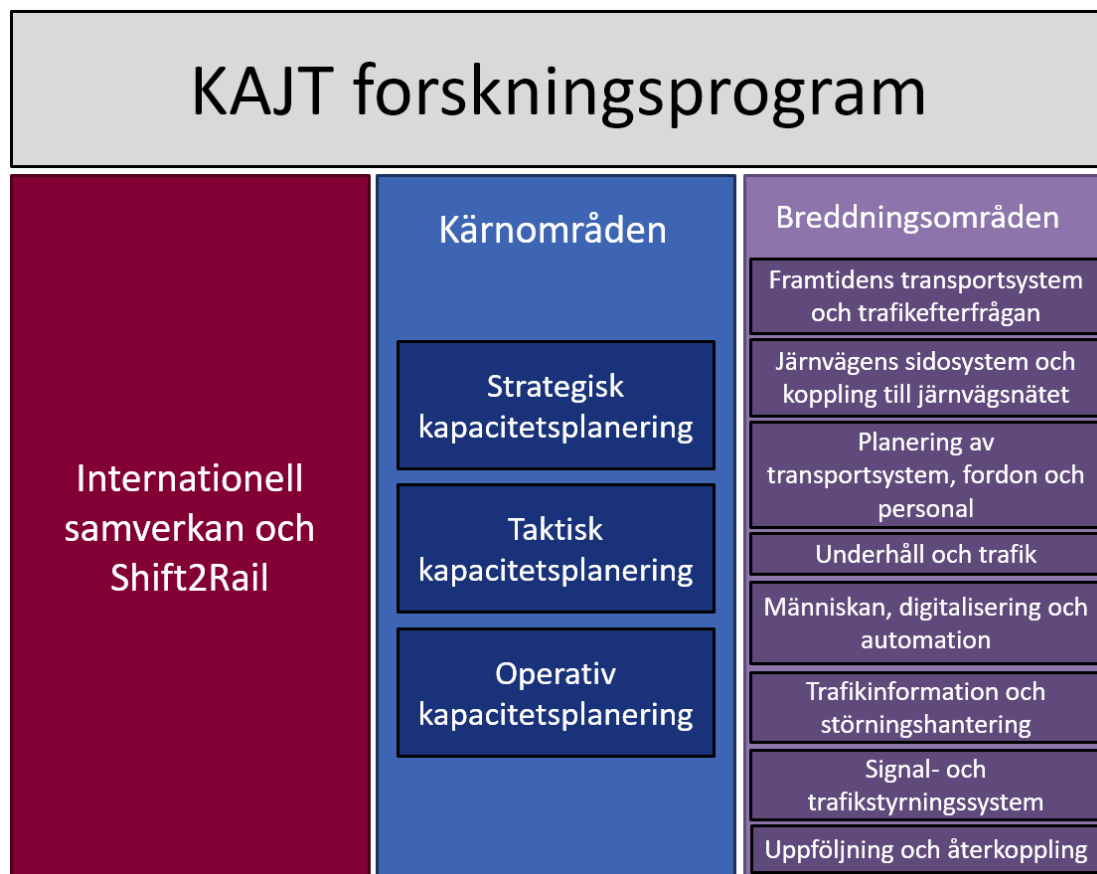 KAJT forskningsprogram
Internationell
samverkan och
Shift2Rail
Kärnområden
Strategisk
kapacitetsplanering
Taktisk
kapacitetsplanering
Operativ
kapacitetsplanering
Breddningsområden
Framtidens transportsystem
och trafikefterfrågan
Järnvägens sidosystem och
koppling till järnvägsnätet
Planering av
transportsystem, fordon och
personal
Underhåll och trafik
Människan, digitalisering och
automation
Trafikinformation och
störningshantering
Signal- och
trafikstyrningssystem
Uppföljning och återkoppling